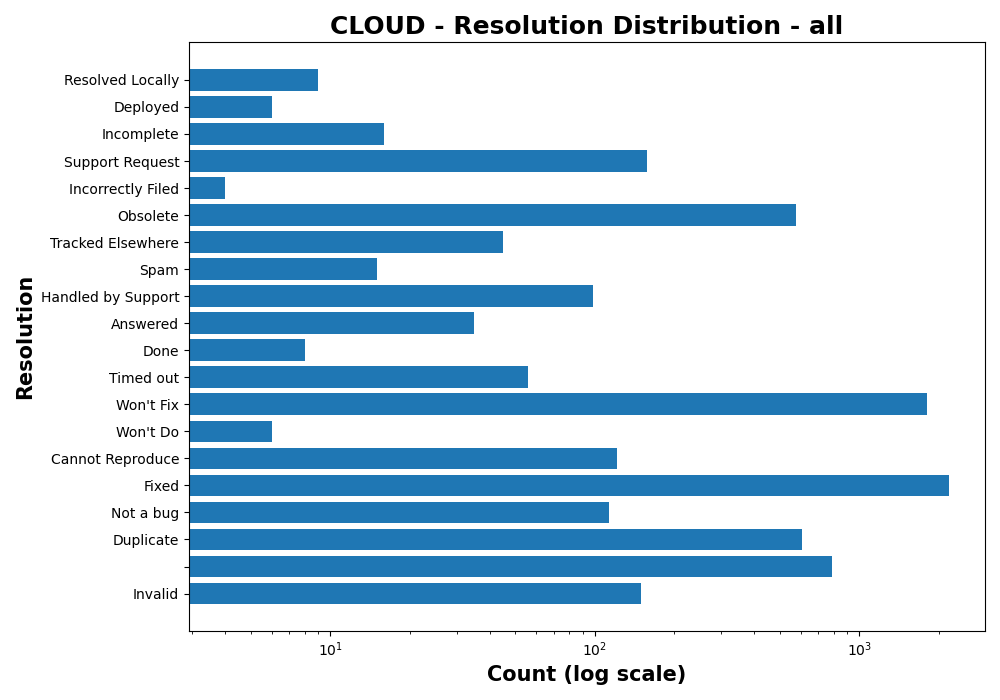 CLOUD - Resolution Distribution - all
Resolution
Resolved Locally
Deployed
Incomplete
Support Request
Incorrectly Filed
Obsolete
Tracked Elsewhere
Spam
Handled by Support
Answered
Done
Timed out
Won't Fix
Won't Do
Cannot Reproduce
Fixed
Not a bug
Duplicate
Invalid
10¹ 10² 10³
Count (log scale)